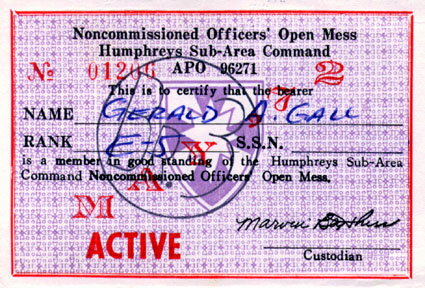 Noncommissioned Officers' Open Mess
Humphreys Sub-Area Command
№ 01206 APO 96271 2
This is to certify that the bearer
NAME GERALD A. GALL
RANK E-5 S.S.N.
is a member in good standing of the Humphreys Sub-Area
Command Noncommissioned Officers' Open Mess.
M A Y
ACTIVE
Marvin
Custodian